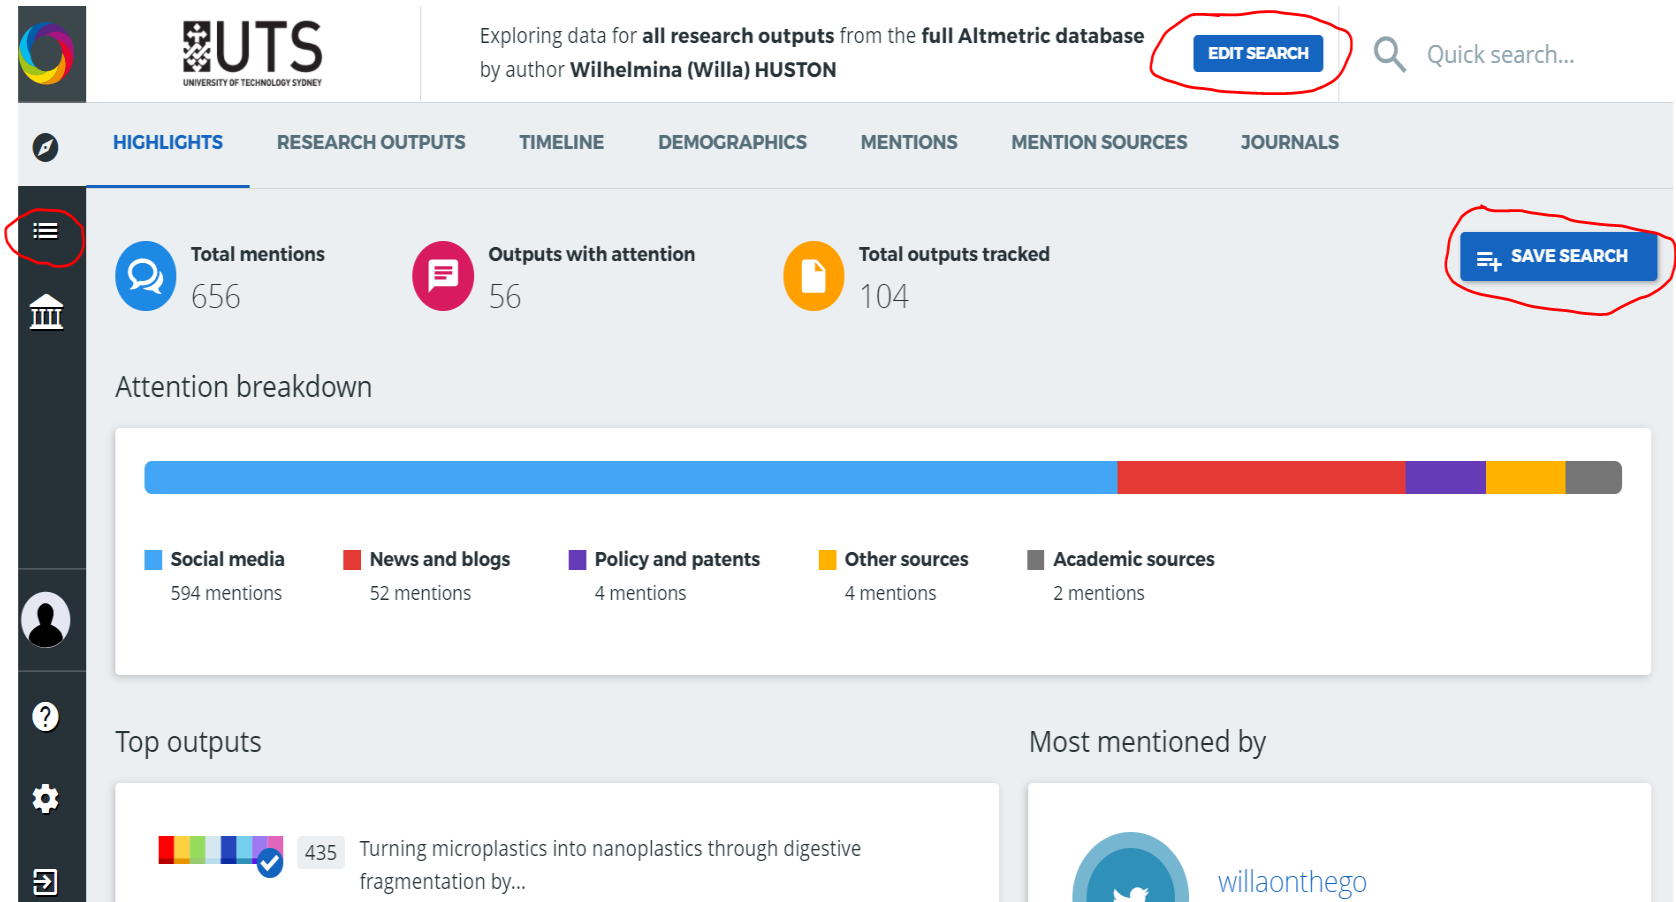 UTS
UNIVERSITY OF TECHNOLOGY SYDNEY
Exploring data for all research outputs from the full Altmetric database
by author Wilhelmina (Willa) HUSTON
EDIT SEARCH
Quick search...
HIGHLIGHTS RESEARCH OUTPUTS TIMELINE DEMOGRAPHICS MENTIONS MENTION SOURCES JOURNALS
Total mentions
656
Outputs with attention
56
Total outputs tracked
104
SAVE SEARCH
Attention breakdown
Social media
594 mentions
News and blogs
52 mentions
Policy and patents
4 mentions
Other sources
4 mentions
Academic sources
2 mentions
Top outputs
435
Turning microplastics into nanoplastics through digestive
fragmentation by...
Most mentioned by
willaonthego